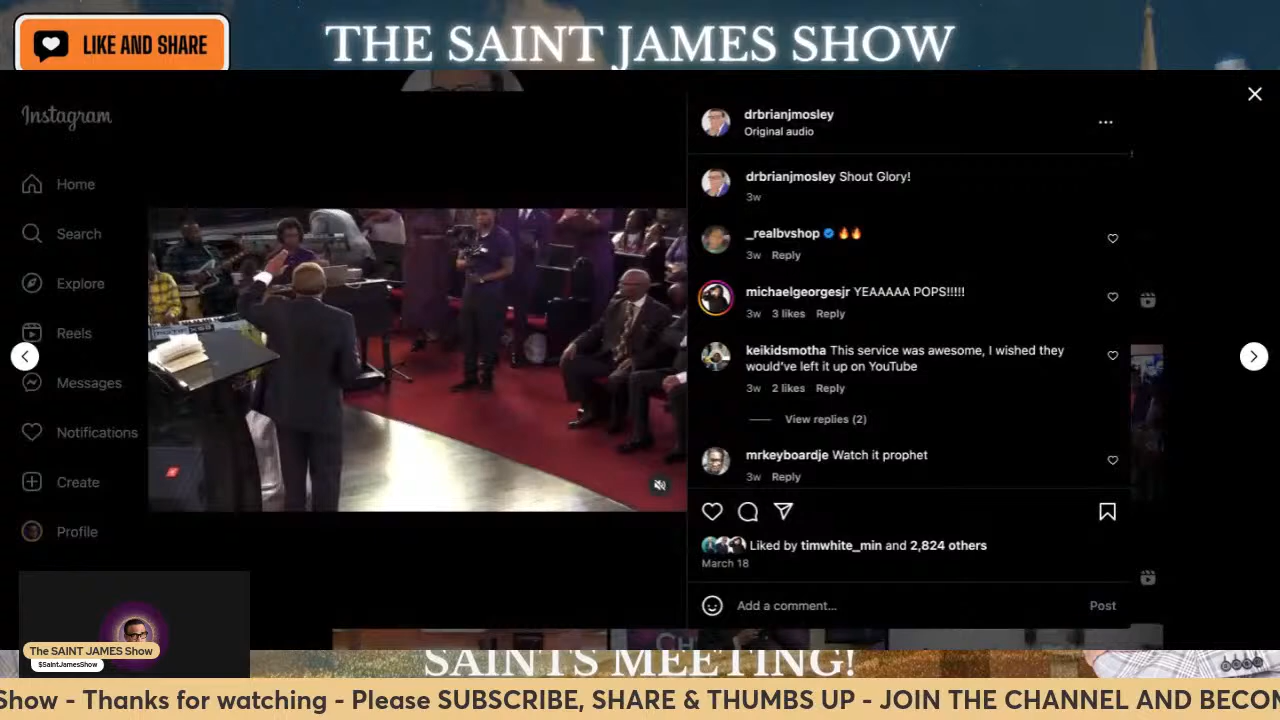 LIKE AND SHARE
THE SAINT JAMES SHOW
Instagram
Home
Search
Explore
Reels
Messages
Notifications
Create
Profile
drbrianjmosley
Original audio
drbrianjmosley Shout Glory!
3w
_realbvshop 🔥🔥
3w Reply
michaelgeorgesjr YEAAAAA POPS!!!!!
3w 3 likes Reply
keikidsmotha This service was awesome, I wished they
would've left it up on YouTube
3w 2 likes Reply
View replies (2)
mrkeyboardje Watch it prophet
3w Reply
Liked by timwhite_min and 2,824 others
March 18
Add a comment...
Post
The SAINT JAMES Show
$SaintJamesShow
SAINTS MEETING!
Show - Thanks for watching - Please SUBSCRIBE, SHARE & THUMBS UP - JOIN THE CHANNEL AND BECOM